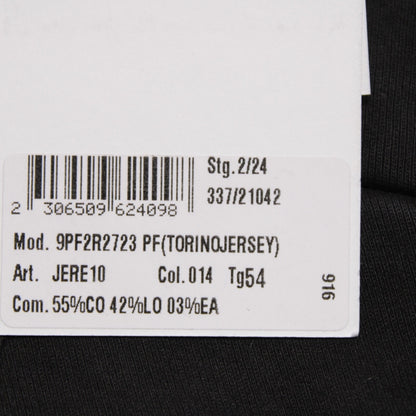 Stg.2/24
337/21042
2 306509 624098
Mod. 9PF2R2723 PF(TORINOJERSEY)
Art. JERE10 Col.014 Tg54
Com.55%CO 42%LO 03%EA
916